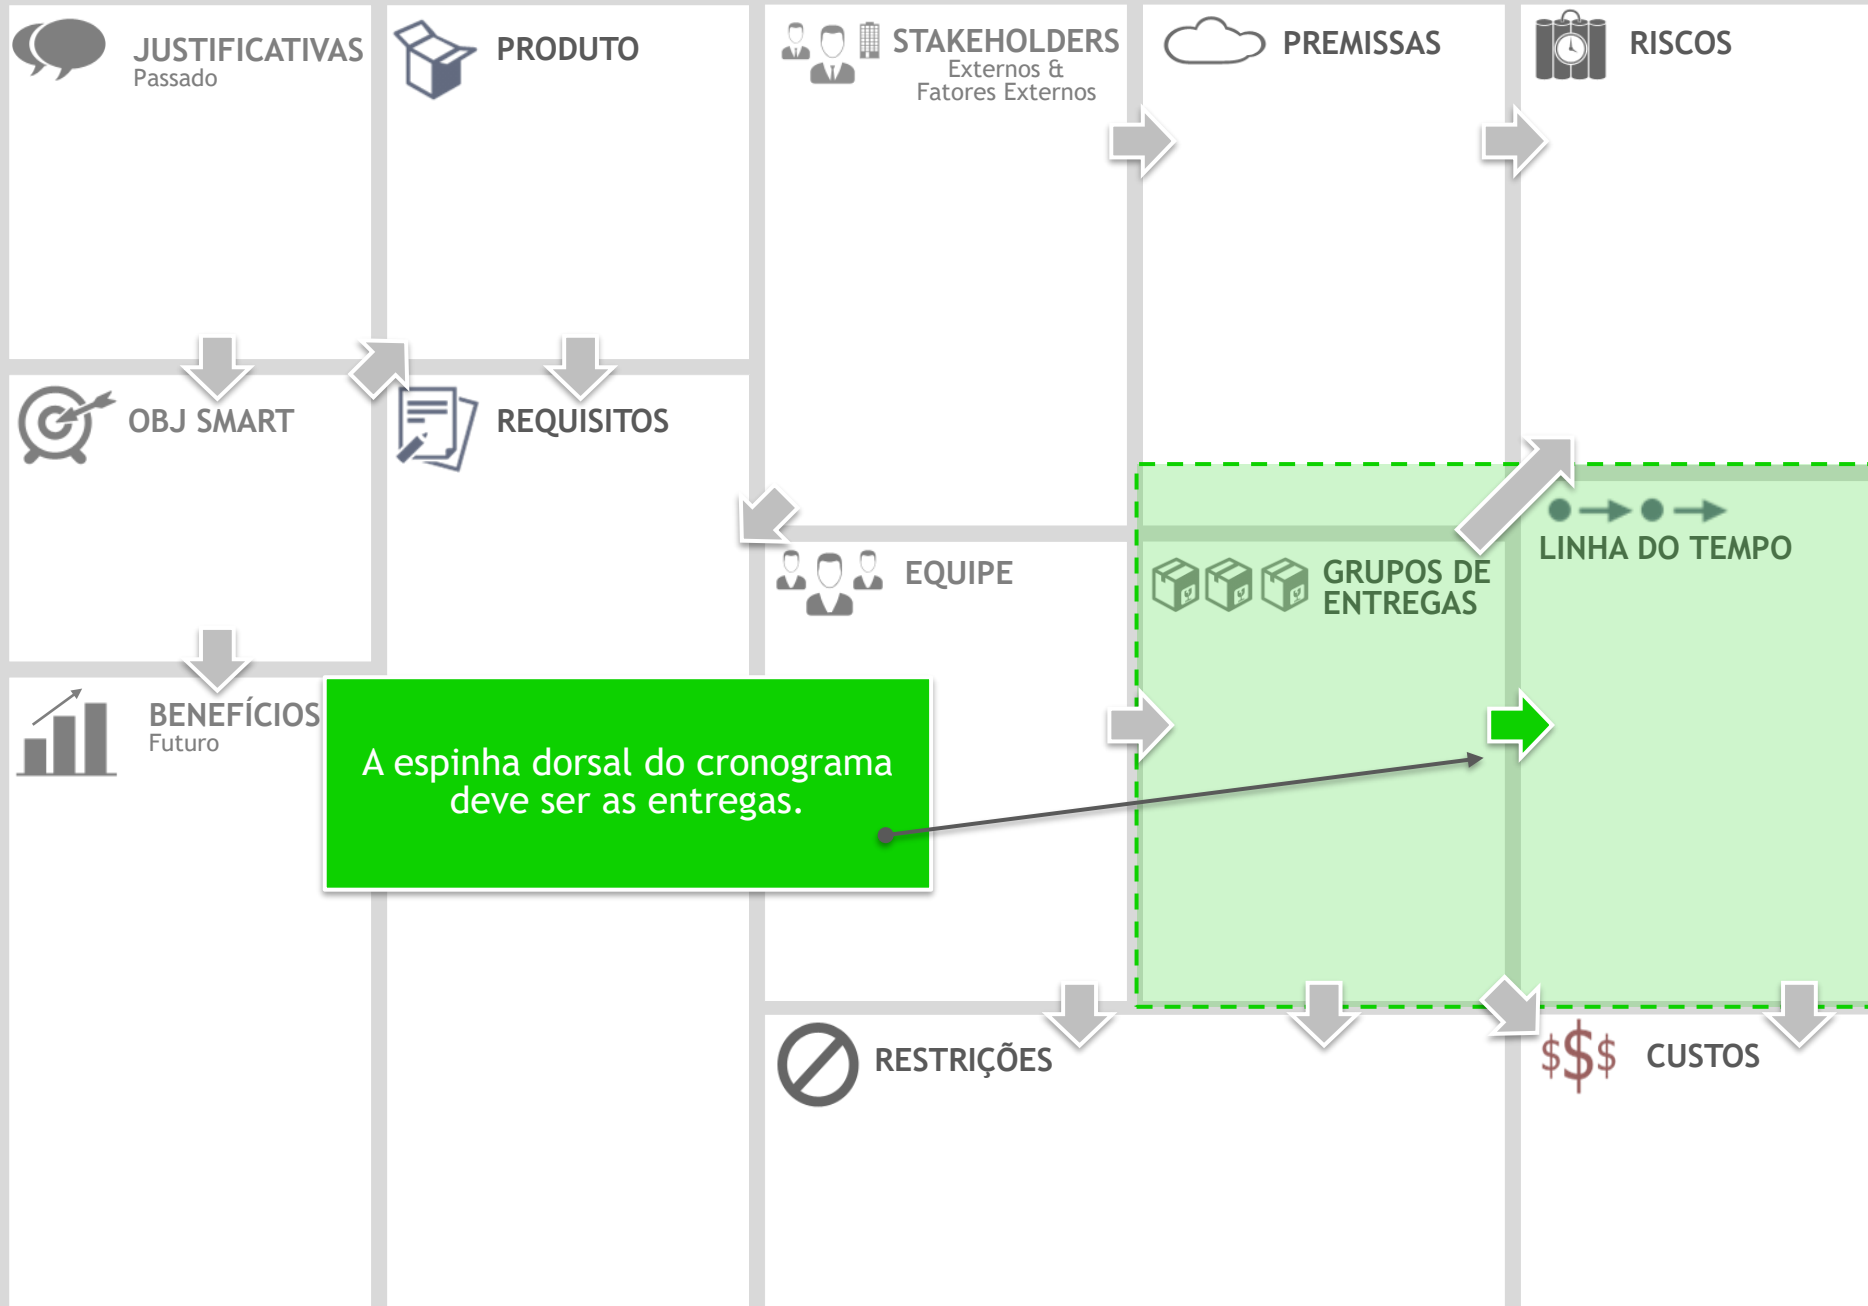 JUSTIFICATIVAS
Passado
PRODUTO
STAKEHOLDERS
Externos &
Fatores Externos
PREMISSAS
RISCOS
OBJ SMART
REQUISITOS
EQUIPE
GRUPOS DE
ENTREGAS
LINHA DO TEMPO
BENEFÍCIOS
Futuro
A espinha dorsal do cronograma
deve ser as entregas.
RESTRIÇÕES
$$$ CUSTOS